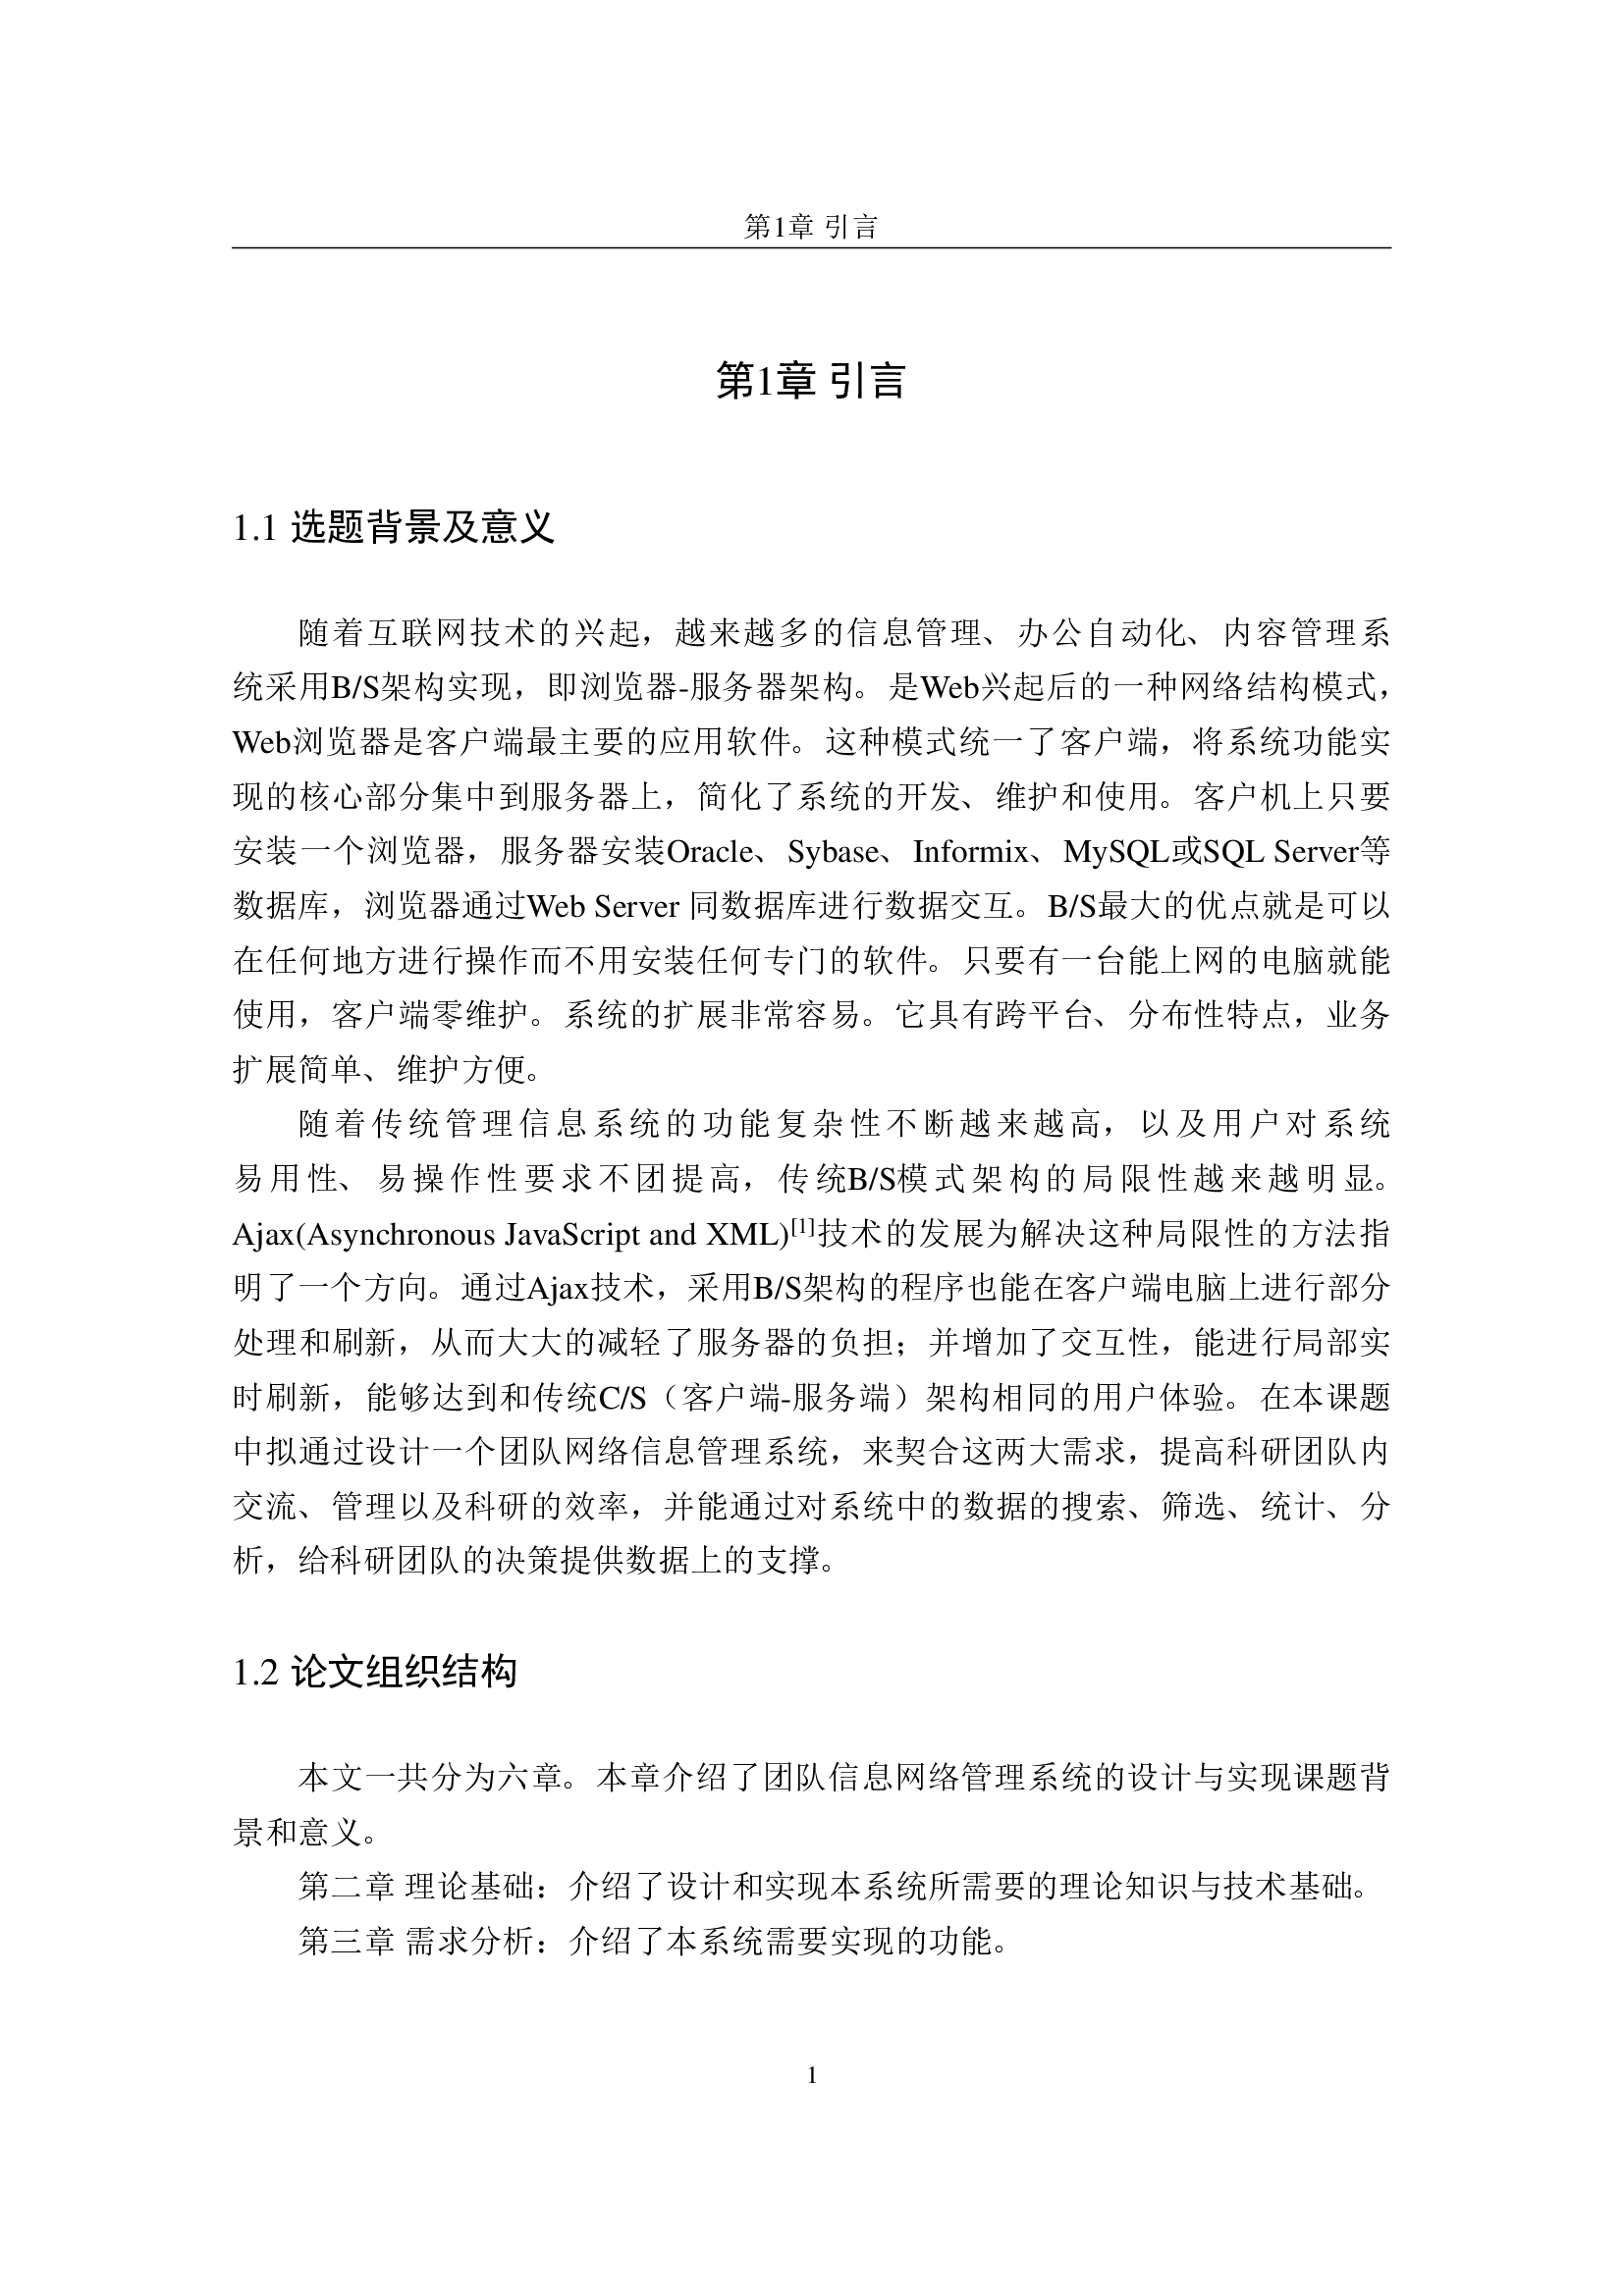 第1章 引言
第1章 引言
1.1 选题背景及意义
随着互联网技术的兴起，越来越多的信息管理、办公自动化、内容管理系
统采用B/S架构实现，即浏览器-服务器架构。是Web兴起后的一种网络结构模式，
Web浏览器是客户端最主要的应用软件。这种模式统一了客户端，将系统功能实
现的核心部分集中到服务器上，简化了系统的开发、维护和使用。客户机上只要
安装一个浏览器，服务器安装Oracle、Sybase、Informix、MySQL或SQL Server等
数据库，浏览器通过Web Server 同数据库进行数据交互。B/S最大的优点就是可以
在任何地方进行操作而不用安装任何专门的软件。只要有一台能上网的电脑就能
使用，客户端零维护。系统的扩展非常容易。它具有跨平台、分布性特点，业务
扩展简单、维护方便。
随着传统管理信息系统的功能复杂性不断越来越高，以及用户对系统
易用性、易操作性要求不团提高，传统B/S模式架构的局限性越来越明显。
Ajax(Asynchronous JavaScript and XML)[1]技术的发展为解决这种局限性的方法指
明了一个方向。通过Ajax技术，采用B/S架构的程序也能在客户端电脑上进行部分
处理和刷新，从而大大的减轻了服务器的负担；并增加了交互性，能进行局部实
时刷新，能够达到和传统C/S（客户端-服务端）架构相同的用户体验。在本课题
中拟通过设计一个团队网络信息管理系统，来契合这两大需求，提高科研团队内
交流、管理以及科研的效率，并能通过对系统中的数据的搜索、筛选、统计、分
析，给科研团队的决策提供数据上的支撑。
1.2 论文组织结构
本文一共分为六章。本章介绍了团队信息网络管理系统的设计与实现课题背
景和意义。
第二章 理论基础：介绍了设计和实现本系统所需要的理论知识与技术基础。
第三章 需求分析：介绍了本系统需要实现的功能。
1